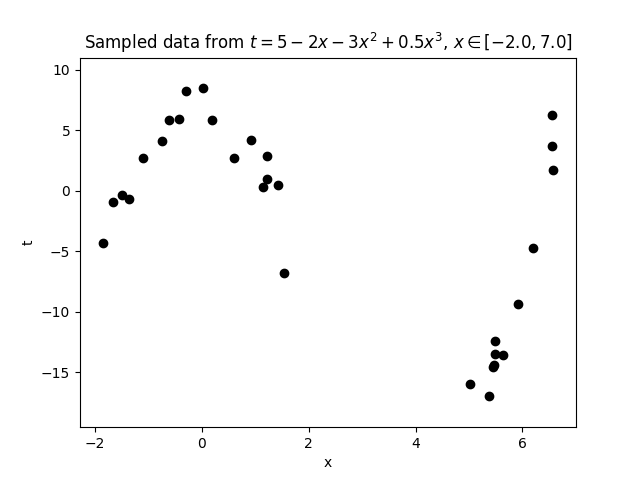 Sampled data from t = 5 − 2x − 3x² + 0.5x³, x ∈ [−2.0, 7.0]
10
5
0
−5
−10
−15
t
−2 0 2 4 6
x